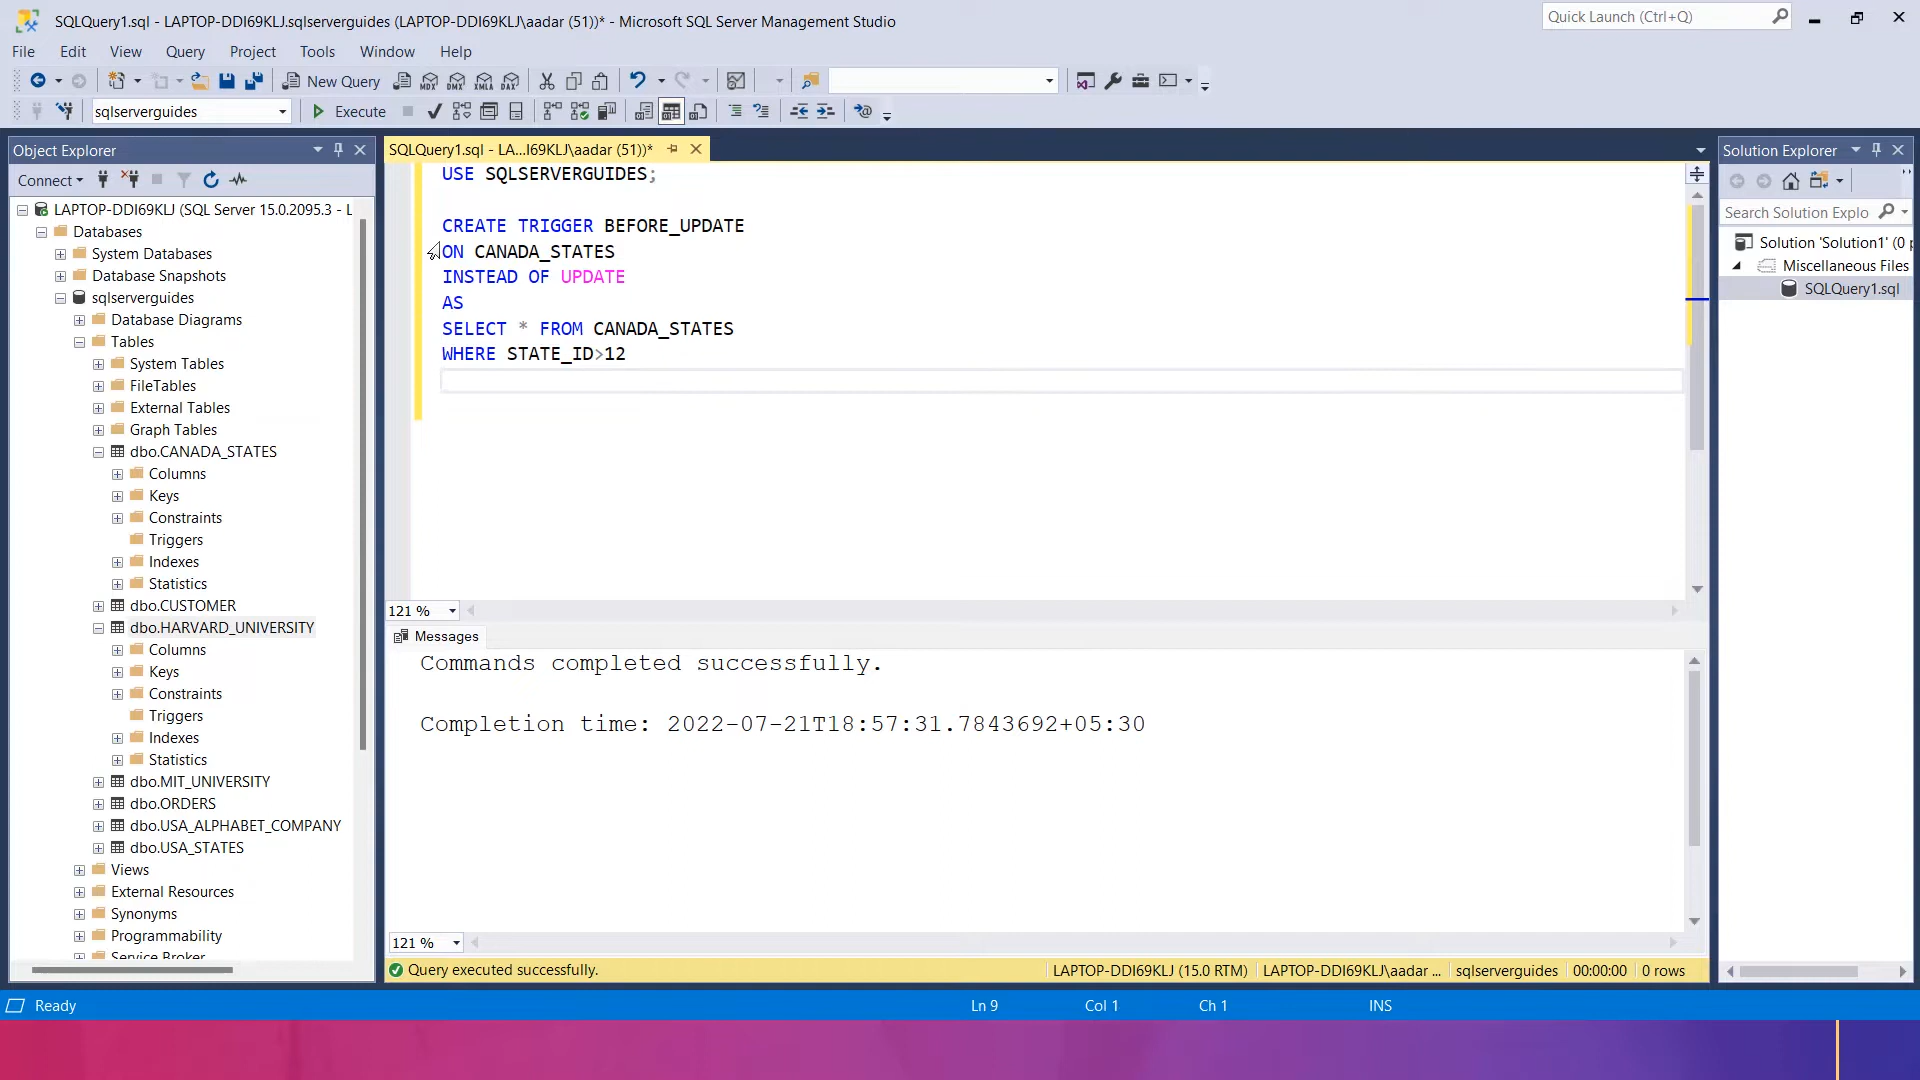 SQLQuery1.sql - LAPTOP-DDI69KLJ.sqlserverguides (LAPTOP-DDI69KLJ\aadar (51))* - Microsoft SQL Server Management Studio
Quick Launch (Ctrl+Q)
File Edit View Query Project Tools Window Help
New Query MDX DMX XMLA DAX
sqlserverguides Execute
Object Explorer
Connect
LAPTOP-DDI69KLJ (SQL Server 15.0.2095.3 - L
Databases
System Databases
Database Snapshots
sqlserverguides
Database Diagrams
Tables
System Tables
FileTables
External Tables
Graph Tables
dbo.CANADA_STATES
Columns
Keys
Constraints
Triggers
Indexes
Statistics
dbo.CUSTOMER
dbo.HARVARD_UNIVERSITY
Columns
Keys
Constraints
Triggers
Indexes
Statistics
dbo.MIT_UNIVERSITY
dbo.ORDERS
dbo.USA_ALPHABET_COMPANY
dbo.USA_STATES
Views
External Resources
Synonyms
Programmability
Service Broker
SQLQuery1.sql - LA...I69KLJ\aadar (51))*
USE SQLSERVERGUIDES;
CREATE TRIGGER BEFORE_UPDATE
ON CANADA_STATES
INSTEAD OF UPDATE
AS
SELECT * FROM CANADA_STATES
WHERE STATE_ID>12
121 %
Messages
Commands completed successfully.
Completion time: 2022-07-21T18:57:31.7843692+05:30
121 %
Query executed successfully. LAPTOP-DDI69KLJ (15.0 RTM) LAPTOP-DDI69KLJ\aadar ... sqlserverguides 00:00:00 0 rows
Solution Explorer
Search Solution Explo
Solution 'Solution1' (0 p
Miscellaneous Files
SQLQuery1.sql
Ready Ln 9 Col 1 Ch 1 INS